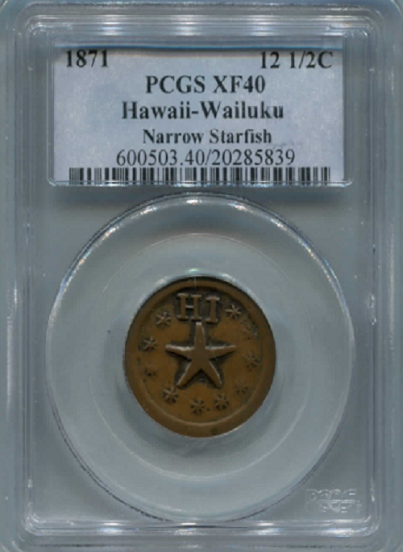 1871 12 1/2C
PCGS XF40
Hawaii-Wailuku
Narrow Starfish
600503.40/20285839
HI